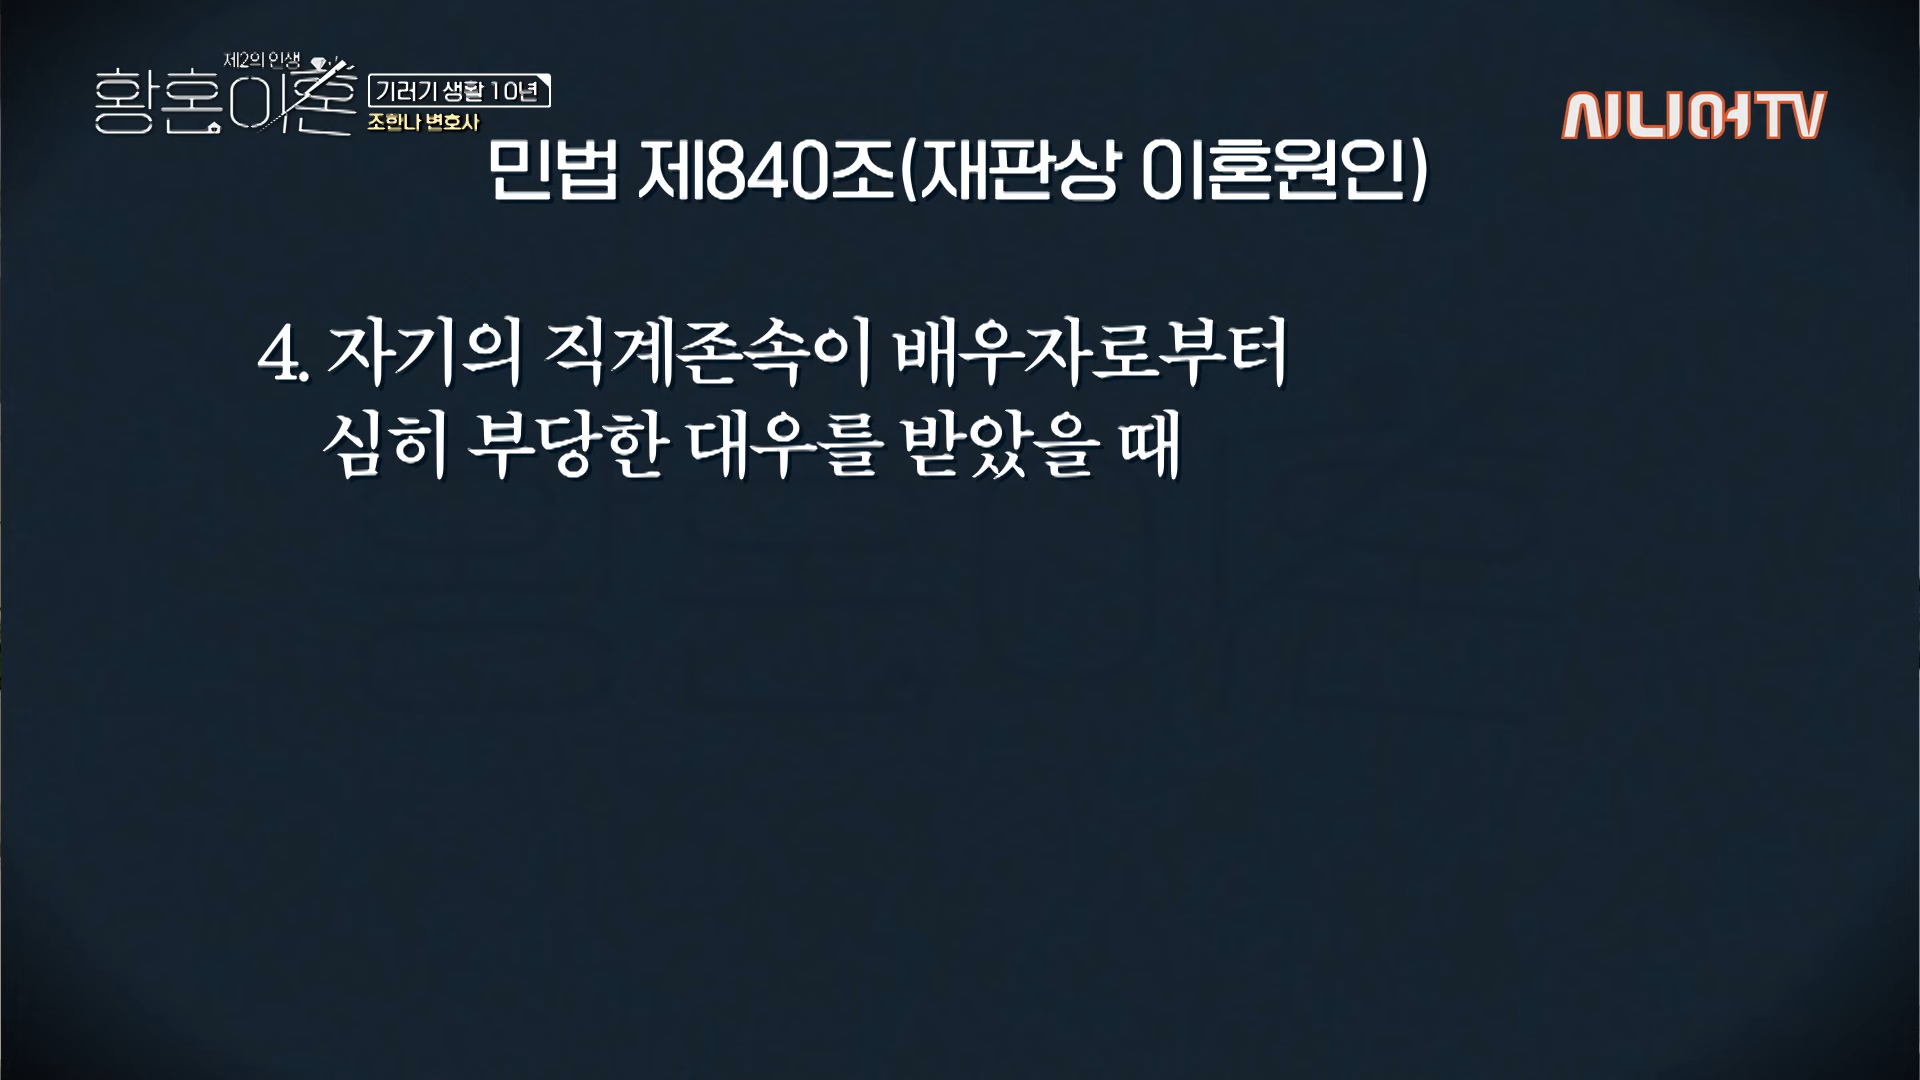 제2의 인생
황혼이혼
기러기 생활 10년
조한나 변호사
시니어TV
민법 제840조(재판상 이혼원인)
4. 자기의 직계존속이 배우자로부터
심히 부당한 대우를 받았을 때